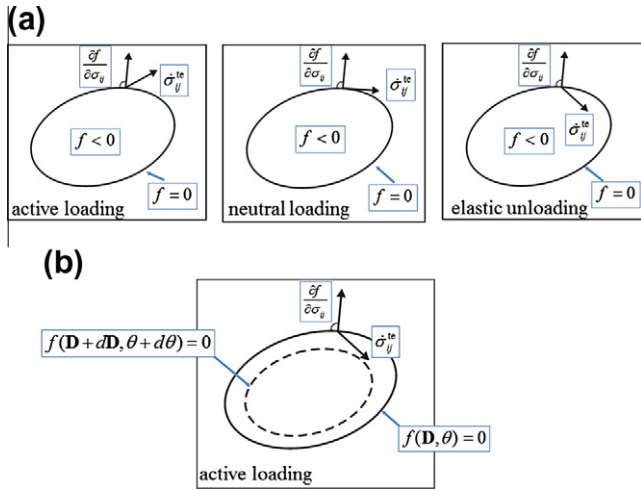 (a)
∂f/∂σ_ij
σ̇_ij^te
f < 0
f = 0
active loading
∂f/∂σ_ij
σ̇_ij^te
f < 0
f = 0
neutral loading
∂f/∂σ_ij
σ̇_ij^te
f < 0
f = 0
elastic unloading
(b)
∂f/∂σ_ij
σ̇_ij^te
f(D + dD, θ + dθ) = 0
f(D, θ) = 0
active loading